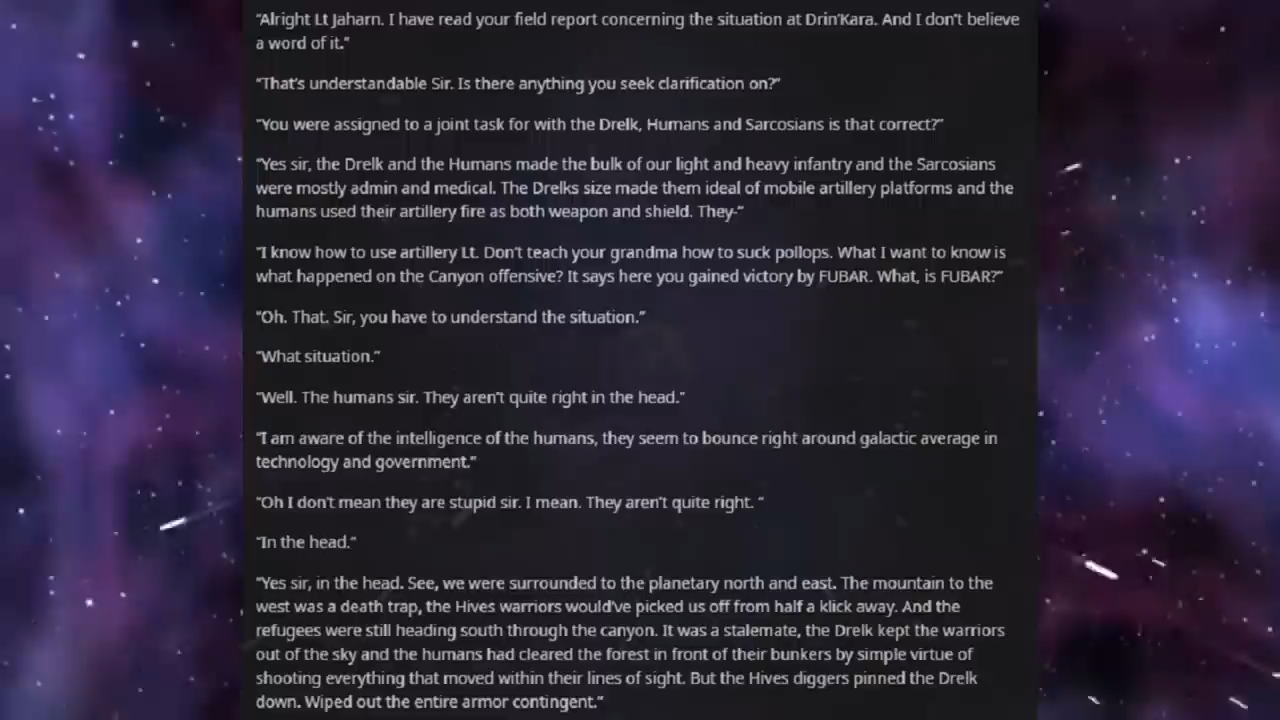 “Alright Lt Jaharn. I have read your field report concerning the situation at Drin’Kara. And I don’t believe
a word of it.”
“That’s understandable Sir. Is there anything you seek clarification on?”
“You were assigned to a joint task for with the Drelk, Humans and Sarcosians is that correct?”
“Yes sir, the Drelk and the Humans made the bulk of our light and heavy infantry and the Sarcosians
were mostly admin and medical. The Drelks size made them ideal of mobile artillery platforms and the
humans used their artillery fire as both weapon and shield. They-”
“I know how to use artillery Lt. Don’t teach your grandma how to suck pollops. What I want to know is
what happened on the Canyon offensive? It says here you gained victory by FUBAR. What, is FUBAR?”
“Oh. That. Sir, you have to understand the situation.”
“What situation.”
“Well. The humans sir. They aren’t quite right in the head.”
“I am aware of the intelligence of the humans, they seem to bounce right around galactic average in
technology and government.”
“Oh I don’t mean they are stupid sir. I mean. They aren’t quite right. “
“In the head.”
“Yes sir, in the head. See, we were surrounded to the planetary north and east. The mountain to the
west was a death trap, the Hives warriors would’ve picked us off from half a klick away. And the
refugees were still heading south through the canyon. It was a stalemate, the Drelk kept the warriors
out of the sky and the humans had cleared the forest in front of their bunkers by simple virtue of
shooting everything that moved within their lines of sight. But the Hives diggers pinned the Drelk
down. Wiped out the entire armor contingent.”